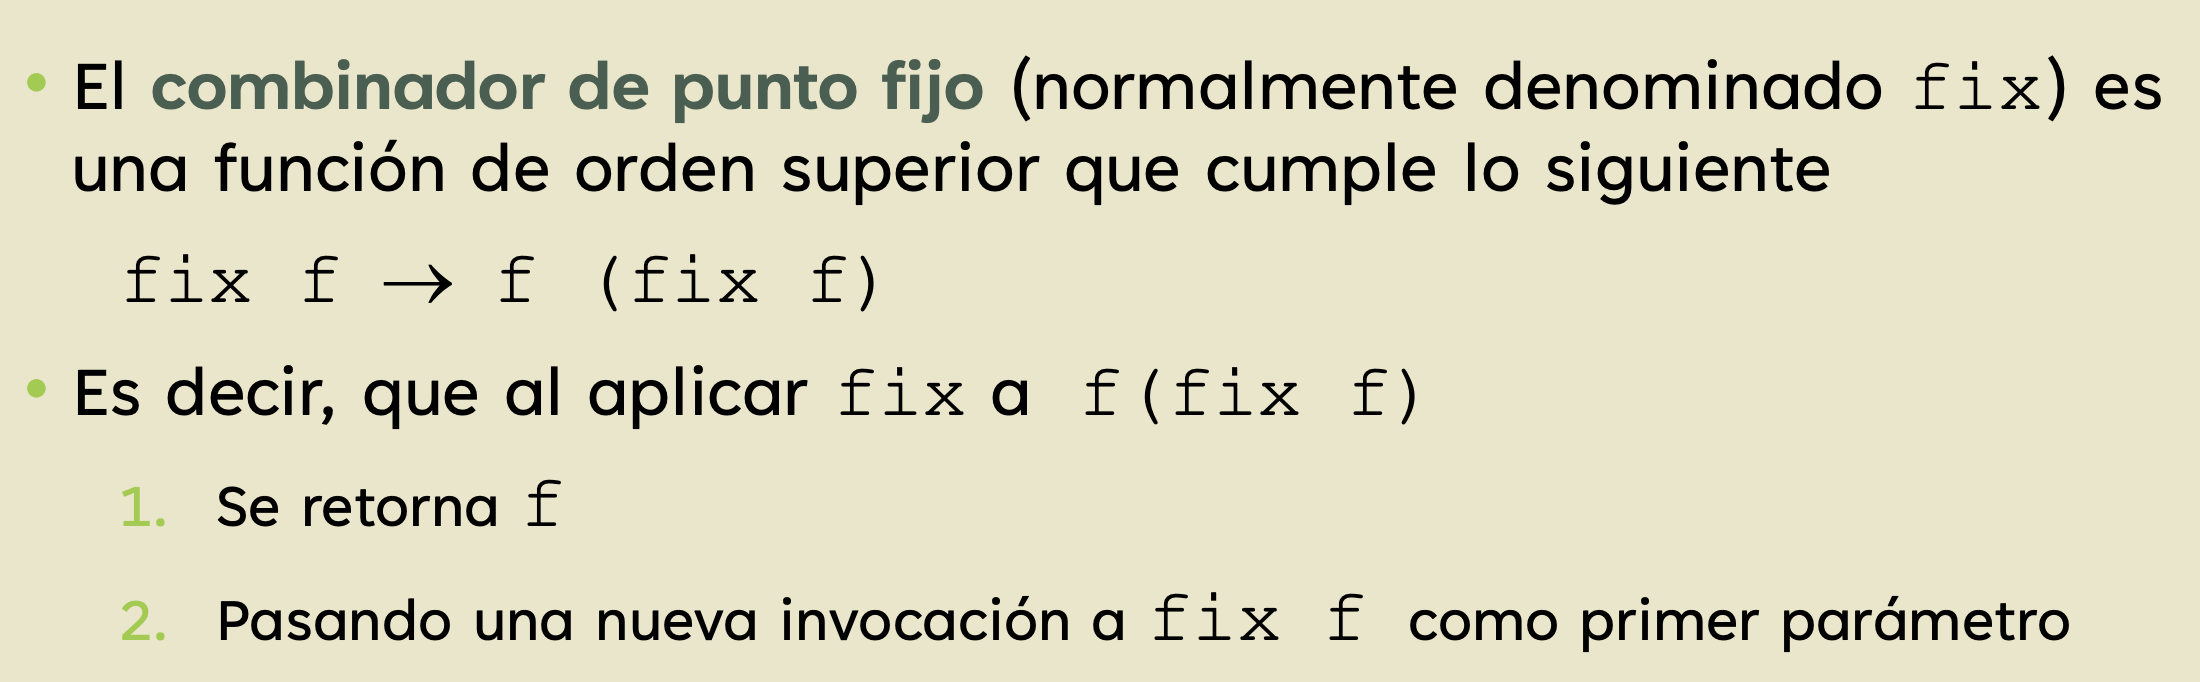 • El combinador de punto fijo (normalmente denominado fix) es
una función de orden superior que cumple lo siguiente
fix f → f (fix f)
• Es decir, que al aplicar fix a f(fix f)
1. Se retorna f
2. Pasando una nueva invocación a fix f como primer parámetro